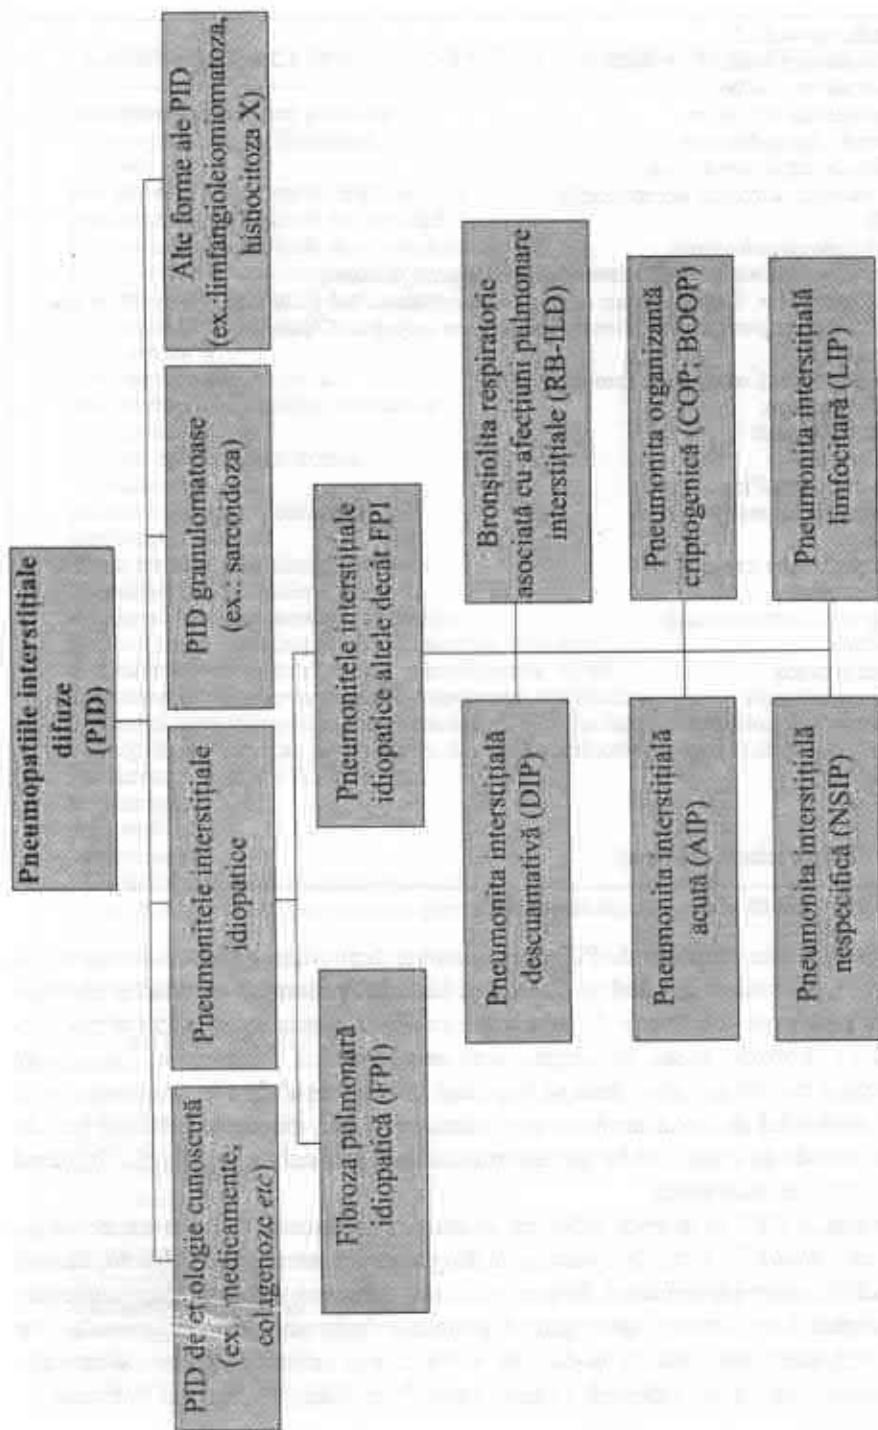 Pneumopatiile interstițiale
difuze
(PID)
PID de etiologie cunoscută
(ex., medicamente,
colagenoze etc)
Pneumonitele interstițiale
idiopatice
PID granulomatoase
(ex.: sarcoidoza)
Alte forme ale PID
(ex.:limfangioleiomiomatoza,
histiocitoza X)
Fibroza pulmonară
idiopatică (FPI)
Pneumonitele interstițiale
idiopatice altele decât FPI
Pneumonita interstițială
descuamativă (DIP)
Bronșiolita respiratorie
asociată cu afecțiuni pulmonare
interstițiale (RB-ILD)
Pneumonita interstițială
acută (AIP)
Pneumonita organizantă
criptogenică (COP; BOOP)
Pneumonita interstițială
nespecifică (NSIP)
Pneumonita interstițială
limfocitară (LIP)